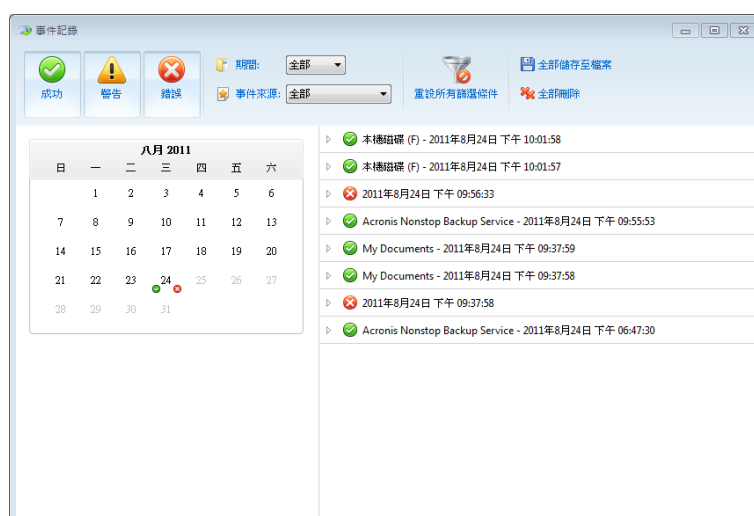 事件記錄
成功
警告
錯誤
期間: 全部
事件來源: 全部
重設所有篩選條件
全部儲存至檔案
全部刪除
八月 2011
日 一 二 三 四 五 六
1 2 3 4 5 6
7 8 9 10 11 12 13
14 15 16 17 18 19 20
21 22 23 24 25 26 27
28 29 30 31
本機磁碟 (F) - 2011年8月24日 下午 10:01:58
本機磁碟 (F) - 2011年8月24日 下午 10:01:57
2011年8月24日 下午 09:56:33
Acronis Nonstop Backup Service - 2011年8月24日 下午 09:55:53
My Documents - 2011年8月24日 下午 09:37:59
My Documents - 2011年8月24日 下午 09:37:58
2011年8月24日 下午 09:37:58
Acronis Nonstop Backup Service - 2011年8月24日 下午 06:47:30